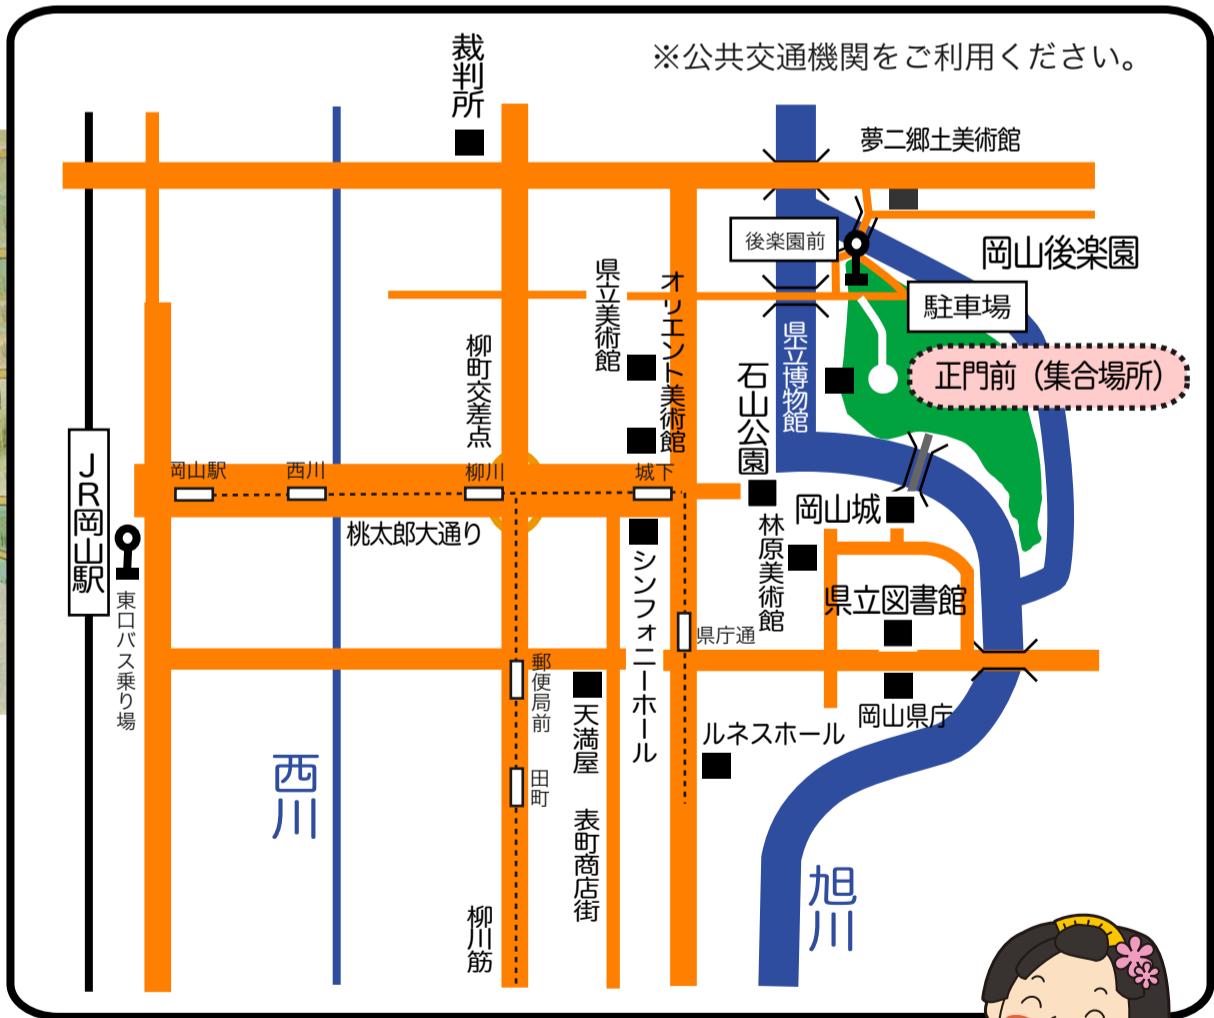 ※公共交通機関をご利用ください。
裁判所
夢二郷土美術館
後楽園前
岡山後楽園
駐車場
県立美術館
オリエント美術館
県立博物館
正門前（集合場所）
柳町交差点
石山公園
JR岡山駅
岡山駅
西川
柳川
城下
桃太郎大通り
岡山城
林原美術館
シンフォニーホール
東口バス乗り場
県立図書館
県庁通
郵便局前
天満屋
岡山県庁
ルネスホール
西川
田町
表町商店街
旭川
柳川筋